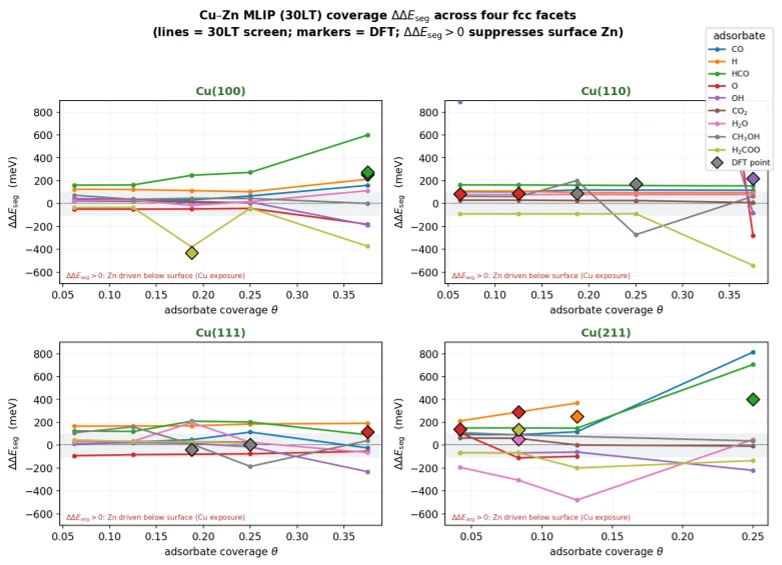 Cu–Zn MLIP (30LT) coverage ΔΔE_seg across four fcc facets
(lines = 30LT screen; markers = DFT; ΔΔE_seg > 0 suppresses surface Zn)
adsorbate
CO
H
HCO
O
OH
CO₂
H₂O
CH₃OH
H₂COO
DFT point
Cu(100)
ΔΔE_seg (meV)
800
600
400
200
0
−200
−400
−600
ΔΔE_seg > 0: Zn driven below surface (Cu exposure)
0.05 0.10 0.15 0.20 0.25 0.30 0.35
adsorbate coverage θ
Cu(110)
ΔΔE_seg (meV)
800
600
400
200
0
−200
−400
−600
ΔΔE_seg > 0: Zn driven below surface (Cu exposure)
0.05 0.10 0.15 0.20 0.25 0.30 0.35
adsorbate coverage θ
Cu(111)
ΔΔE_seg (meV)
800
600
400
200
0
−200
−400
−600
ΔΔE_seg > 0: Zn driven below surface (Cu exposure)
0.05 0.10 0.15 0.20 0.25 0.30 0.35
adsorbate coverage θ
Cu(211)
ΔΔE_seg (meV)
800
600
400
200
0
−200
−400
−600
ΔΔE_seg > 0: Zn driven below surface (Cu exposure)
0.05 0.10 0.15 0.20 0.25
adsorbate coverage θ